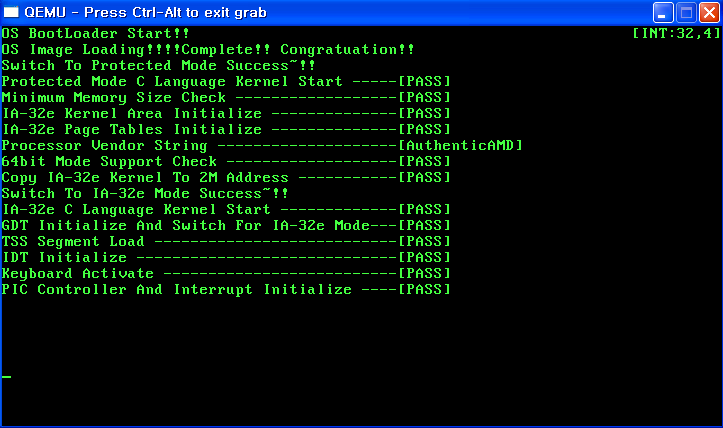 QEMU - Press Ctrl-Alt to exit grab
OS BootLoader Start!! [INT:32,4]
OS Image Loading!!!!Complete!! Congratuation!!
Switch To Protected Mode Success~!!
Protected Mode C Language Kernel Start -----[PASS]
Minimum Memory Size Check ------------------[PASS]
IA-32e Kernel Area Initialize --------------[PASS]
IA-32e Page Tables Initialize --------------[PASS]
Processor Vendor String --------------------[AuthenticAMD]
64bit Mode Support Check -------------------[PASS]
Copy IA-32e Kernel To 2M Address -----------[PASS]
Switch To IA-32e Mode Success~!!
IA-32e C Language Kernel Start -------------[PASS]
GDT Initialize And Switch For IA-32e Mode---[PASS]
TSS Segment Load ---------------------------[PASS]
IDT Initialize -----------------------------[PASS]
Keyboard Activate --------------------------[PASS]
PIC Controller And Interrupt Initialize ----[PASS]